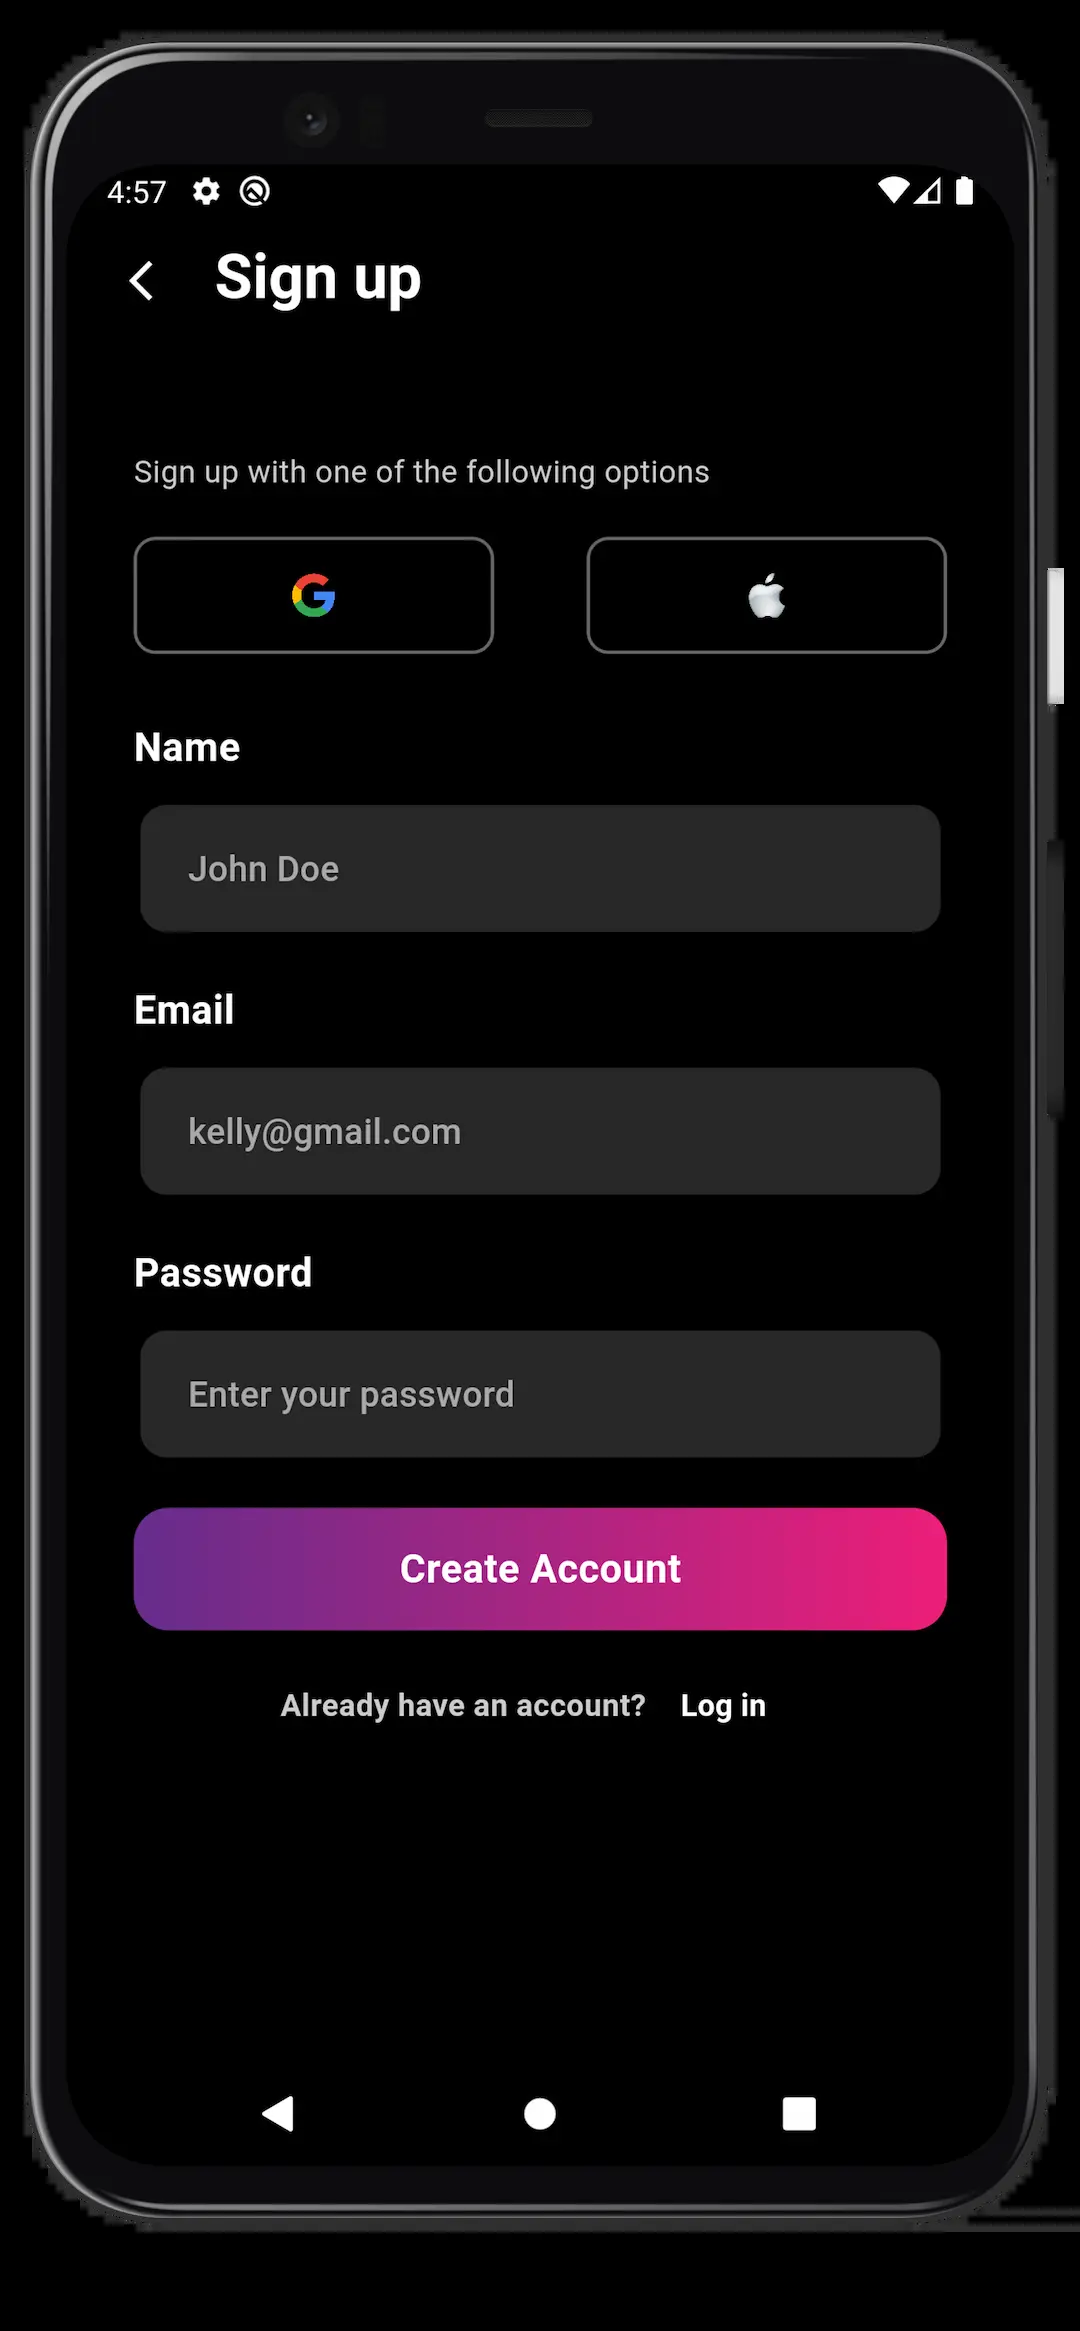 4:57
Sign up
Sign up with one of the following options
Name
John Doe
Email
kelly@gmail.com
Password
Enter your password
Create Account
Already have an account? Log in